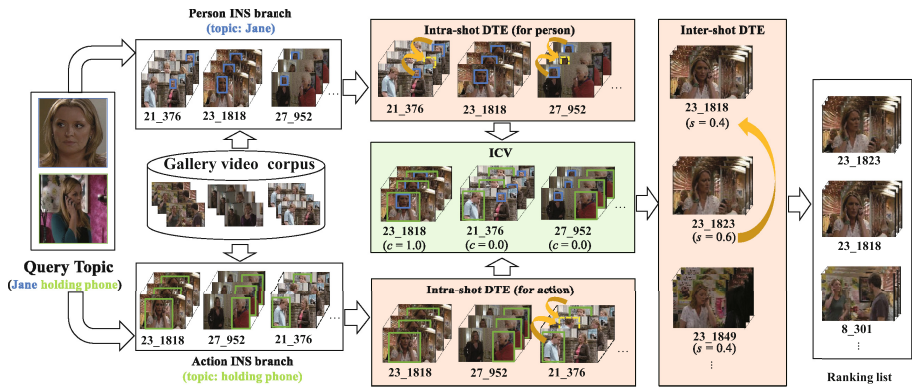 Person INS branch
(topic: Jane)
21_376
23_1818
27_952
...
Intra-shot DTE (for person)
21_376
23_1818
27_952
...
Inter-shot DTE
23_1818
(s = 0.4)
23_1823
(s = 0.6)
23_1849
(s = 0.4)
⋮
Gallery video corpus
ICV
23_1818
(c = 1.0)
21_376
(c = 0.0)
27_952
(c = 0.0)
...
Query Topic
(Jane holding phone)
23_1818
27_952
21_376
...
Action INS branch
(topic: holding phone)
Intra-shot DTE (for action)
23_1818
27_952
21_376
...
23_1823
23_1818
8_301
⋮
Ranking list